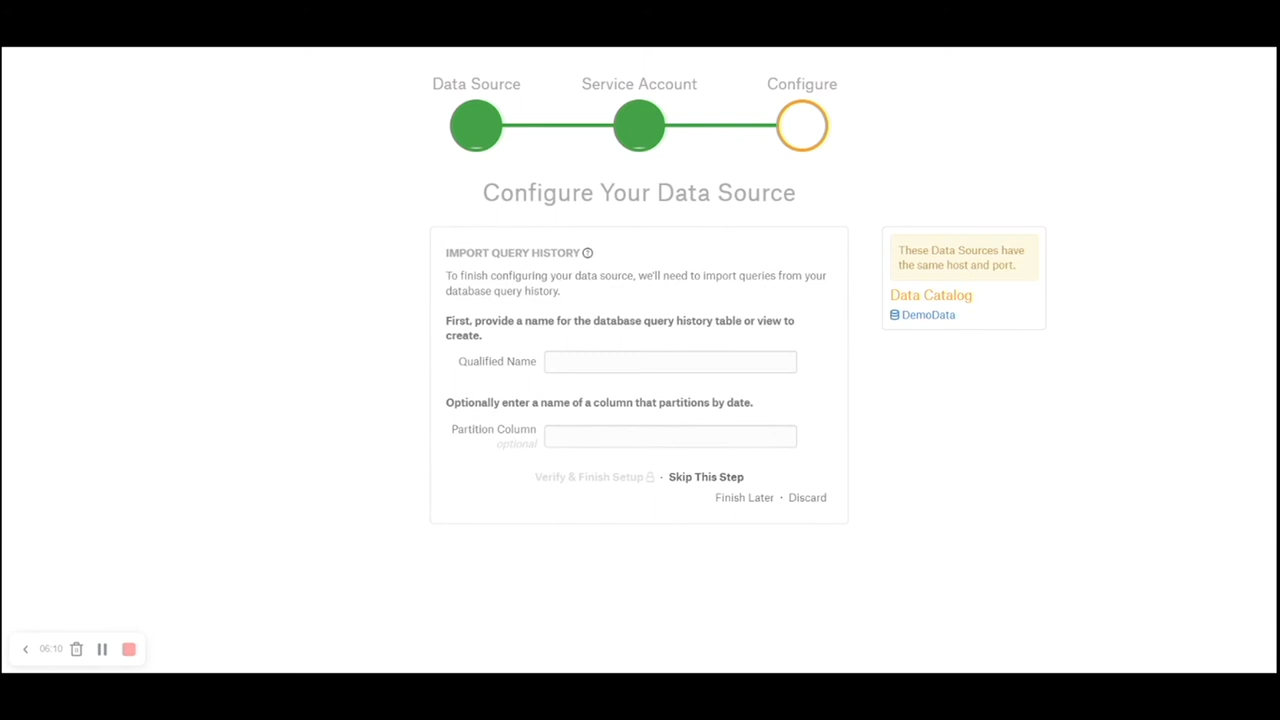 Data Source
Service Account
Configure
Configure Your Data Source
IMPORT QUERY HISTORY ?
To finish configuring your data source, we'll need to import queries from your
database query history.
First, provide a name for the database query history table or view to
create.
Qualified Name
Optionally enter a name of a column that partitions by date.
Partition Column
optional
Verify & Finish Setup · Skip This Step
Finish Later · Discard
These Data Sources have
the same host and port.
Data Catalog
DemoData
06:10